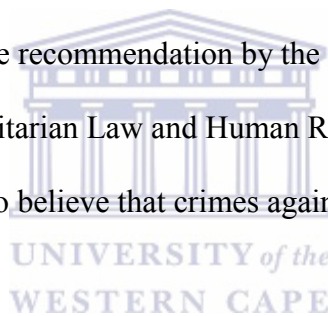 e recommendation by the
itarian Law and Human R
o believe that crimes again
UNIVERSITY of the
WESTERN CAPE